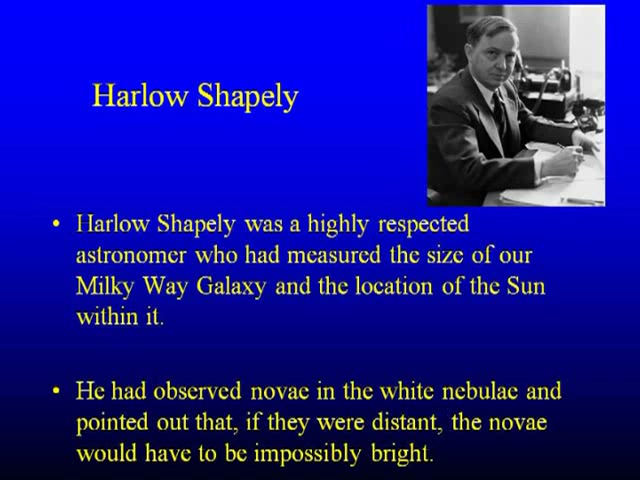 Harlow Shapely
• Harlow Shapely was a highly respected
astronomer who had measured the size of our
Milky Way Galaxy and the location of the Sun
within it.
• He had observed novae in the white nebulae and
pointed out that, if they were distant, the novae
would have to be impossibly bright.